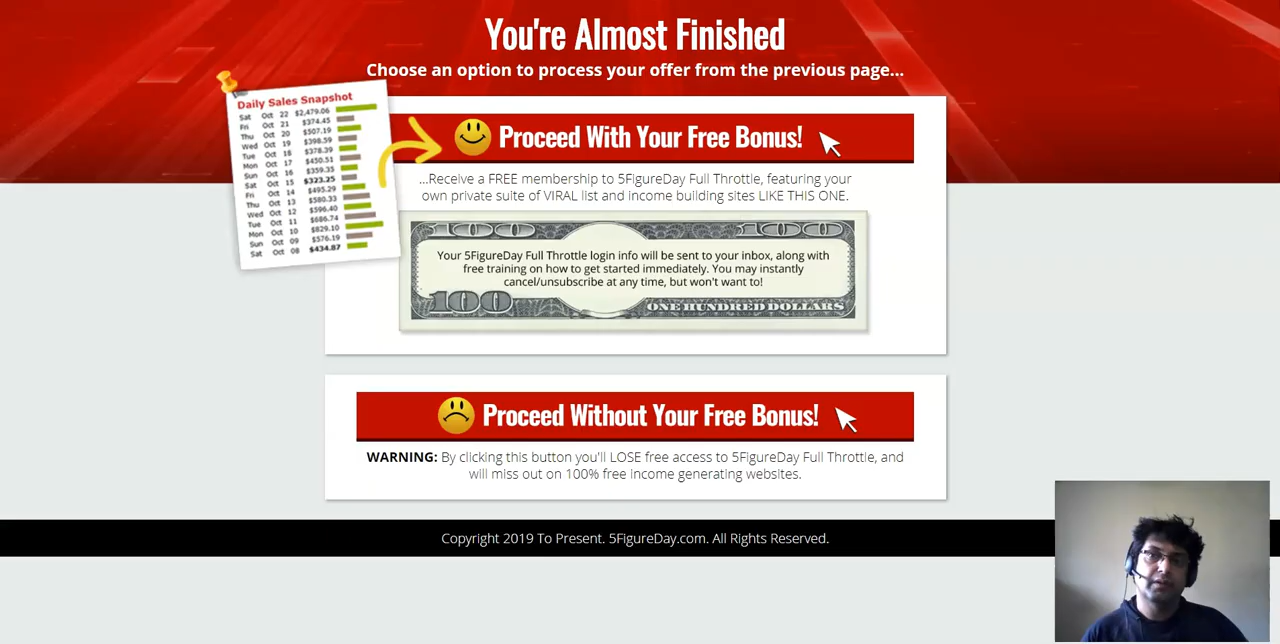 You're Almost Finished
Choose an option to process your offer from the previous page...
Daily Sales Snapshot
Sat Oct 22 $2,479.06
Fri Oct 21 $374.45
Thu Oct 20 $507.19
Wed Oct 19 $398.59
Tue Oct 18 $378.39
Mon Oct 17 $450.51
Sun Oct 16 $359.35
Sat Oct 15 $323.25
Fri Oct 14 $495.29
Thu Oct 13 $580.33
Wed Oct 12 $596.40
Tue Oct 11 $686.74
Mon Oct 10 $829.10
Sun Oct 09 $576.19
Sat Oct 08 $434.87
Proceed With Your Free Bonus!
...Receive a FREE membership to 5FigureDay Full Throttle, featuring your
own private suite of VIRAL list and income building sites LIKE THIS ONE.
100 100
Your 5FigureDay Full Throttle login info will be sent to your inbox, along with
free training on how to get started immediately. You may instantly
cancel/unsubscribe at any time, but won't want to!
100 ONE HUNDRED DOLLARS
Proceed Without Your Free Bonus!
WARNING: By clicking this button you'll LOSE free access to 5FigureDay Full Throttle, and
will miss out on 100% free income generating websites.
Copyright 2019 To Present. 5FigureDay.com. All Rights Reserved.